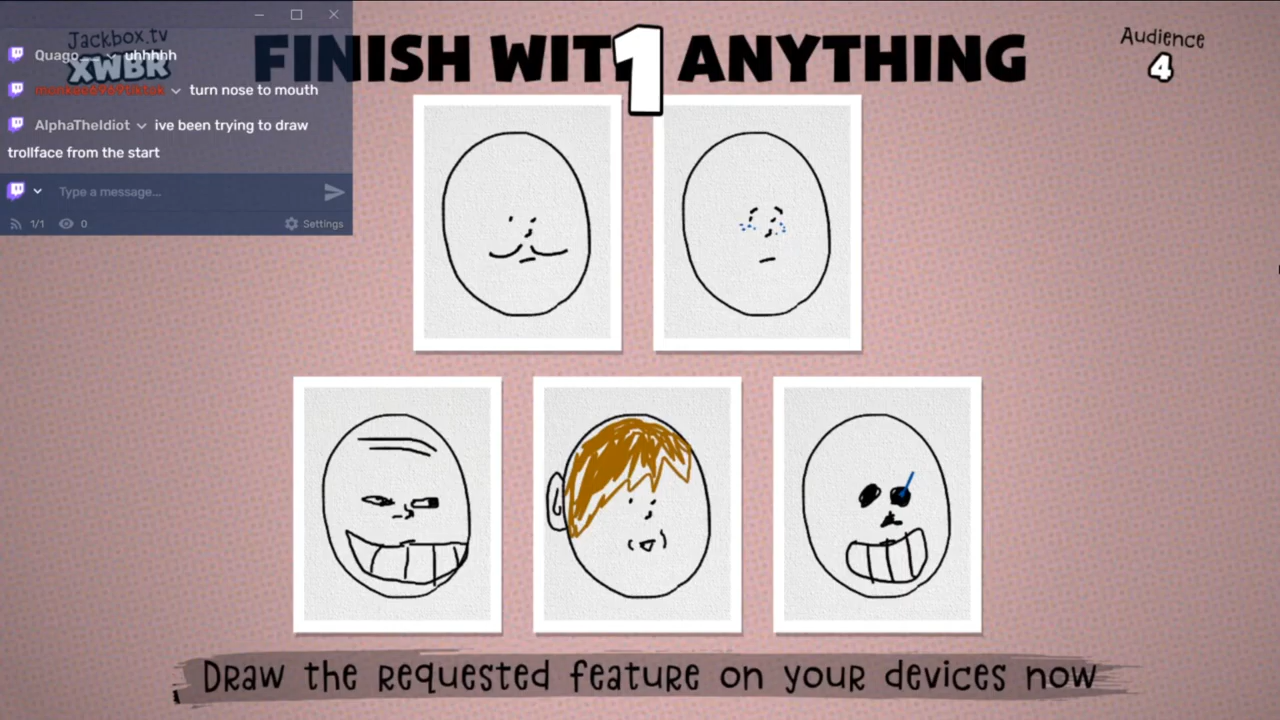 Jackbox.tv
XWBR
FINISH WITH ANYTHING
1
Audience
4
Quago__ uhhhhh
turn nose to mouth
AlphaTheIdiot ive been trying to draw
trollface from the start
Type a message...
1/1 0 Settings
Draw the requested feature on your devices now